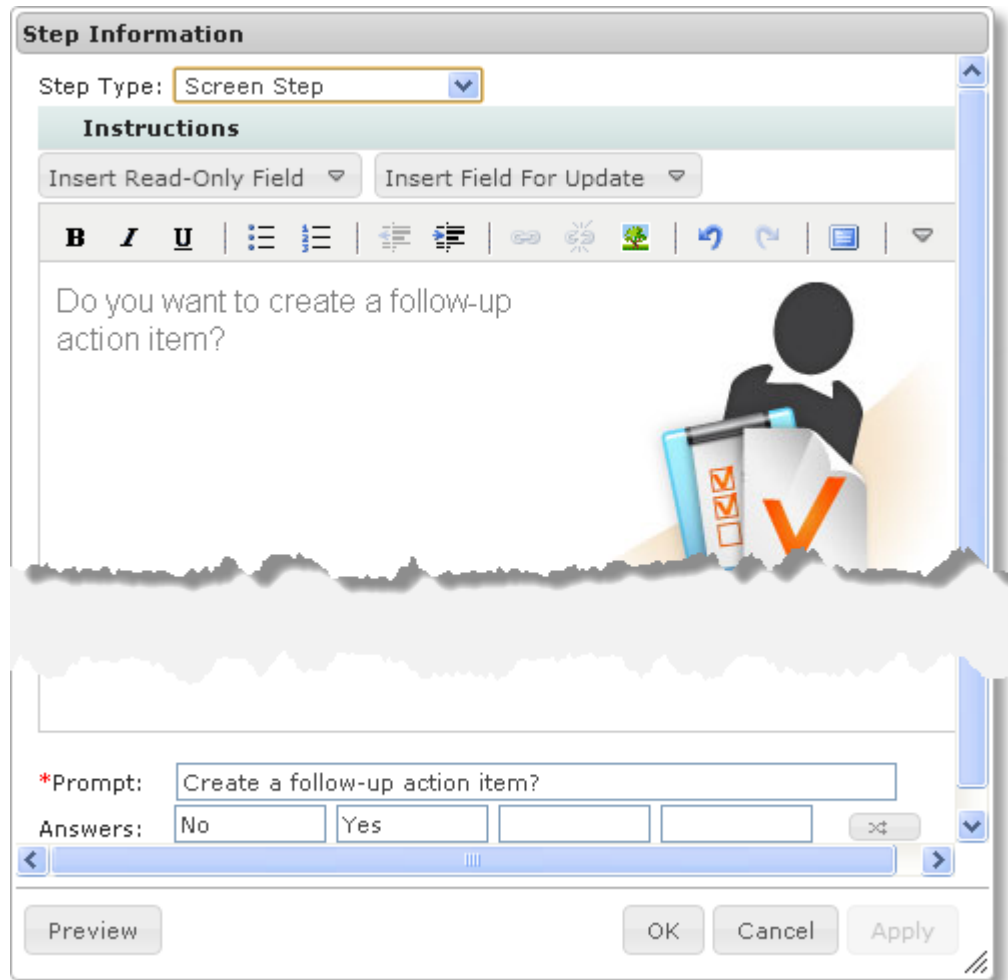 Step Information
Step Type: Screen Step
Instructions
Insert Read-Only Field Insert Field For Update
B I U
Do you want to create a follow-up
action item?
*Prompt: Create a follow-up action item?
Answers: No Yes
Preview OK Cancel Apply